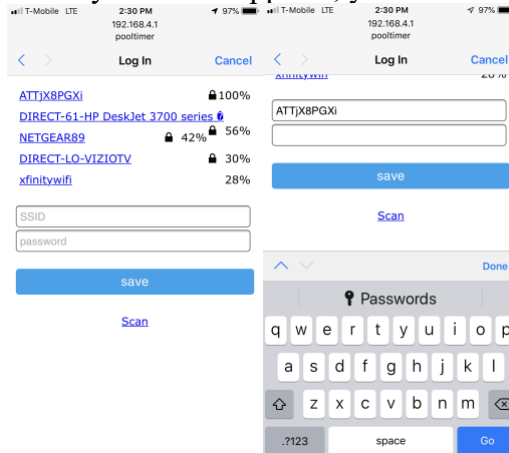 T-Mobile LTE 2:30 PM 97%
192.168.4.1
pooltimer
Log In Cancel
ATTjX8PGXi 100%
DIRECT-61-HP DeskJet 3700 series
NETGEAR89 42% 56%
DIRECT-LO-VIZIOTV 30%
xfinitywifi 28%
SSID
password
save
Scan
T-Mobile LTE 2:30 PM 97%
192.168.4.1
pooltimer
Log In Cancel
xfinitywifi 28%
ATTjX8PGXi
save
Scan
Done
Passwords
q w e r t y u i o p
a s d f g h j k l
z x c v b n m
.?123 space Go